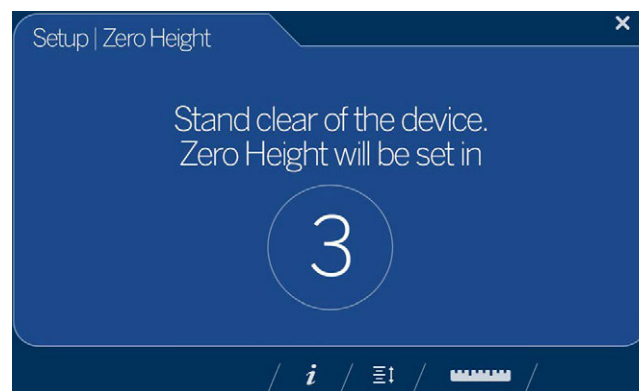 Setup | Zero Height
Stand clear of the device.
Zero Height will be set in
3
i